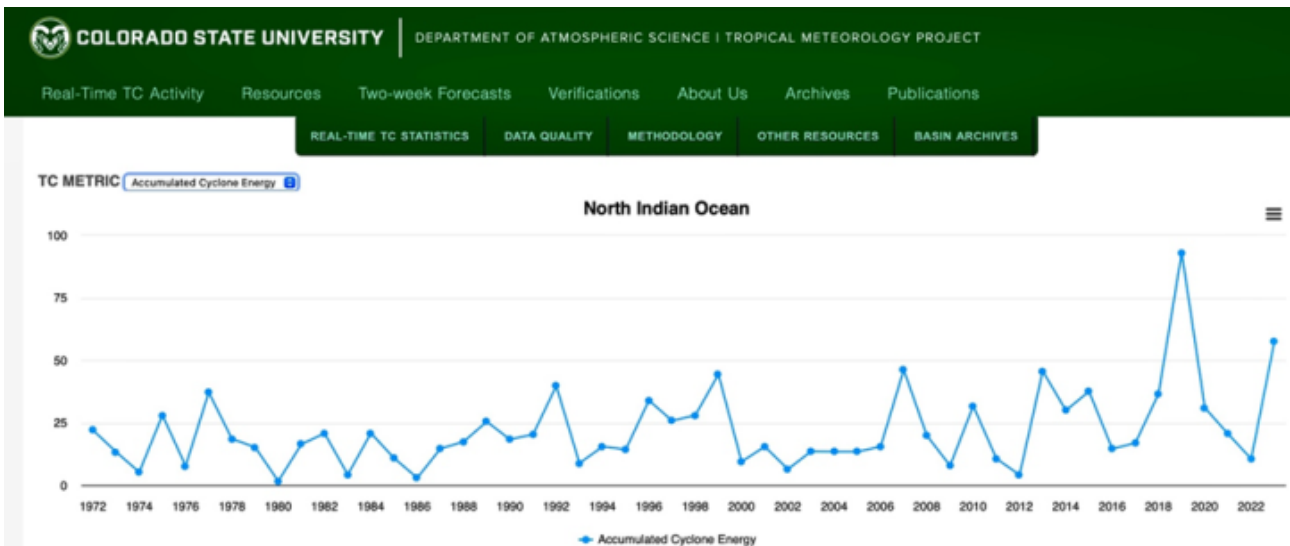 COLORADO STATE UNIVERSITY DEPARTMENT OF ATMOSPHERIC SCIENCE | TROPICAL METEOROLOGY PROJECT
Real-Time TC Activity Resources Two-week Forecasts Verifications About Us Archives Publications
REAL-TIME TC STATISTICS DATA QUALITY METHODOLOGY OTHER RESOURCES BASIN ARCHIVES
TC METRIC Accumulated Cyclone Energy
North Indian Ocean
100
75
50
25
0
1972 1974 1976 1978 1980 1982 1984 1986 1988 1990 1992 1994 1996 1998 2000 2002 2004 2006 2008 2010 2012 2014 2016 2018 2020 2022
Accumulated Cyclone Energy